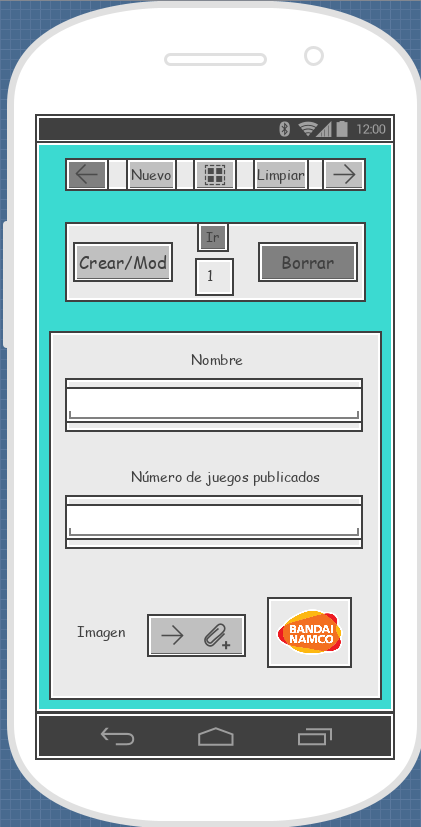 12:00
Nuevo
Limpiar
Ir
Crear/Mod
1
Borrar
Nombre
Número de juegos publicados
Imagen
BANDAI
NAMCO